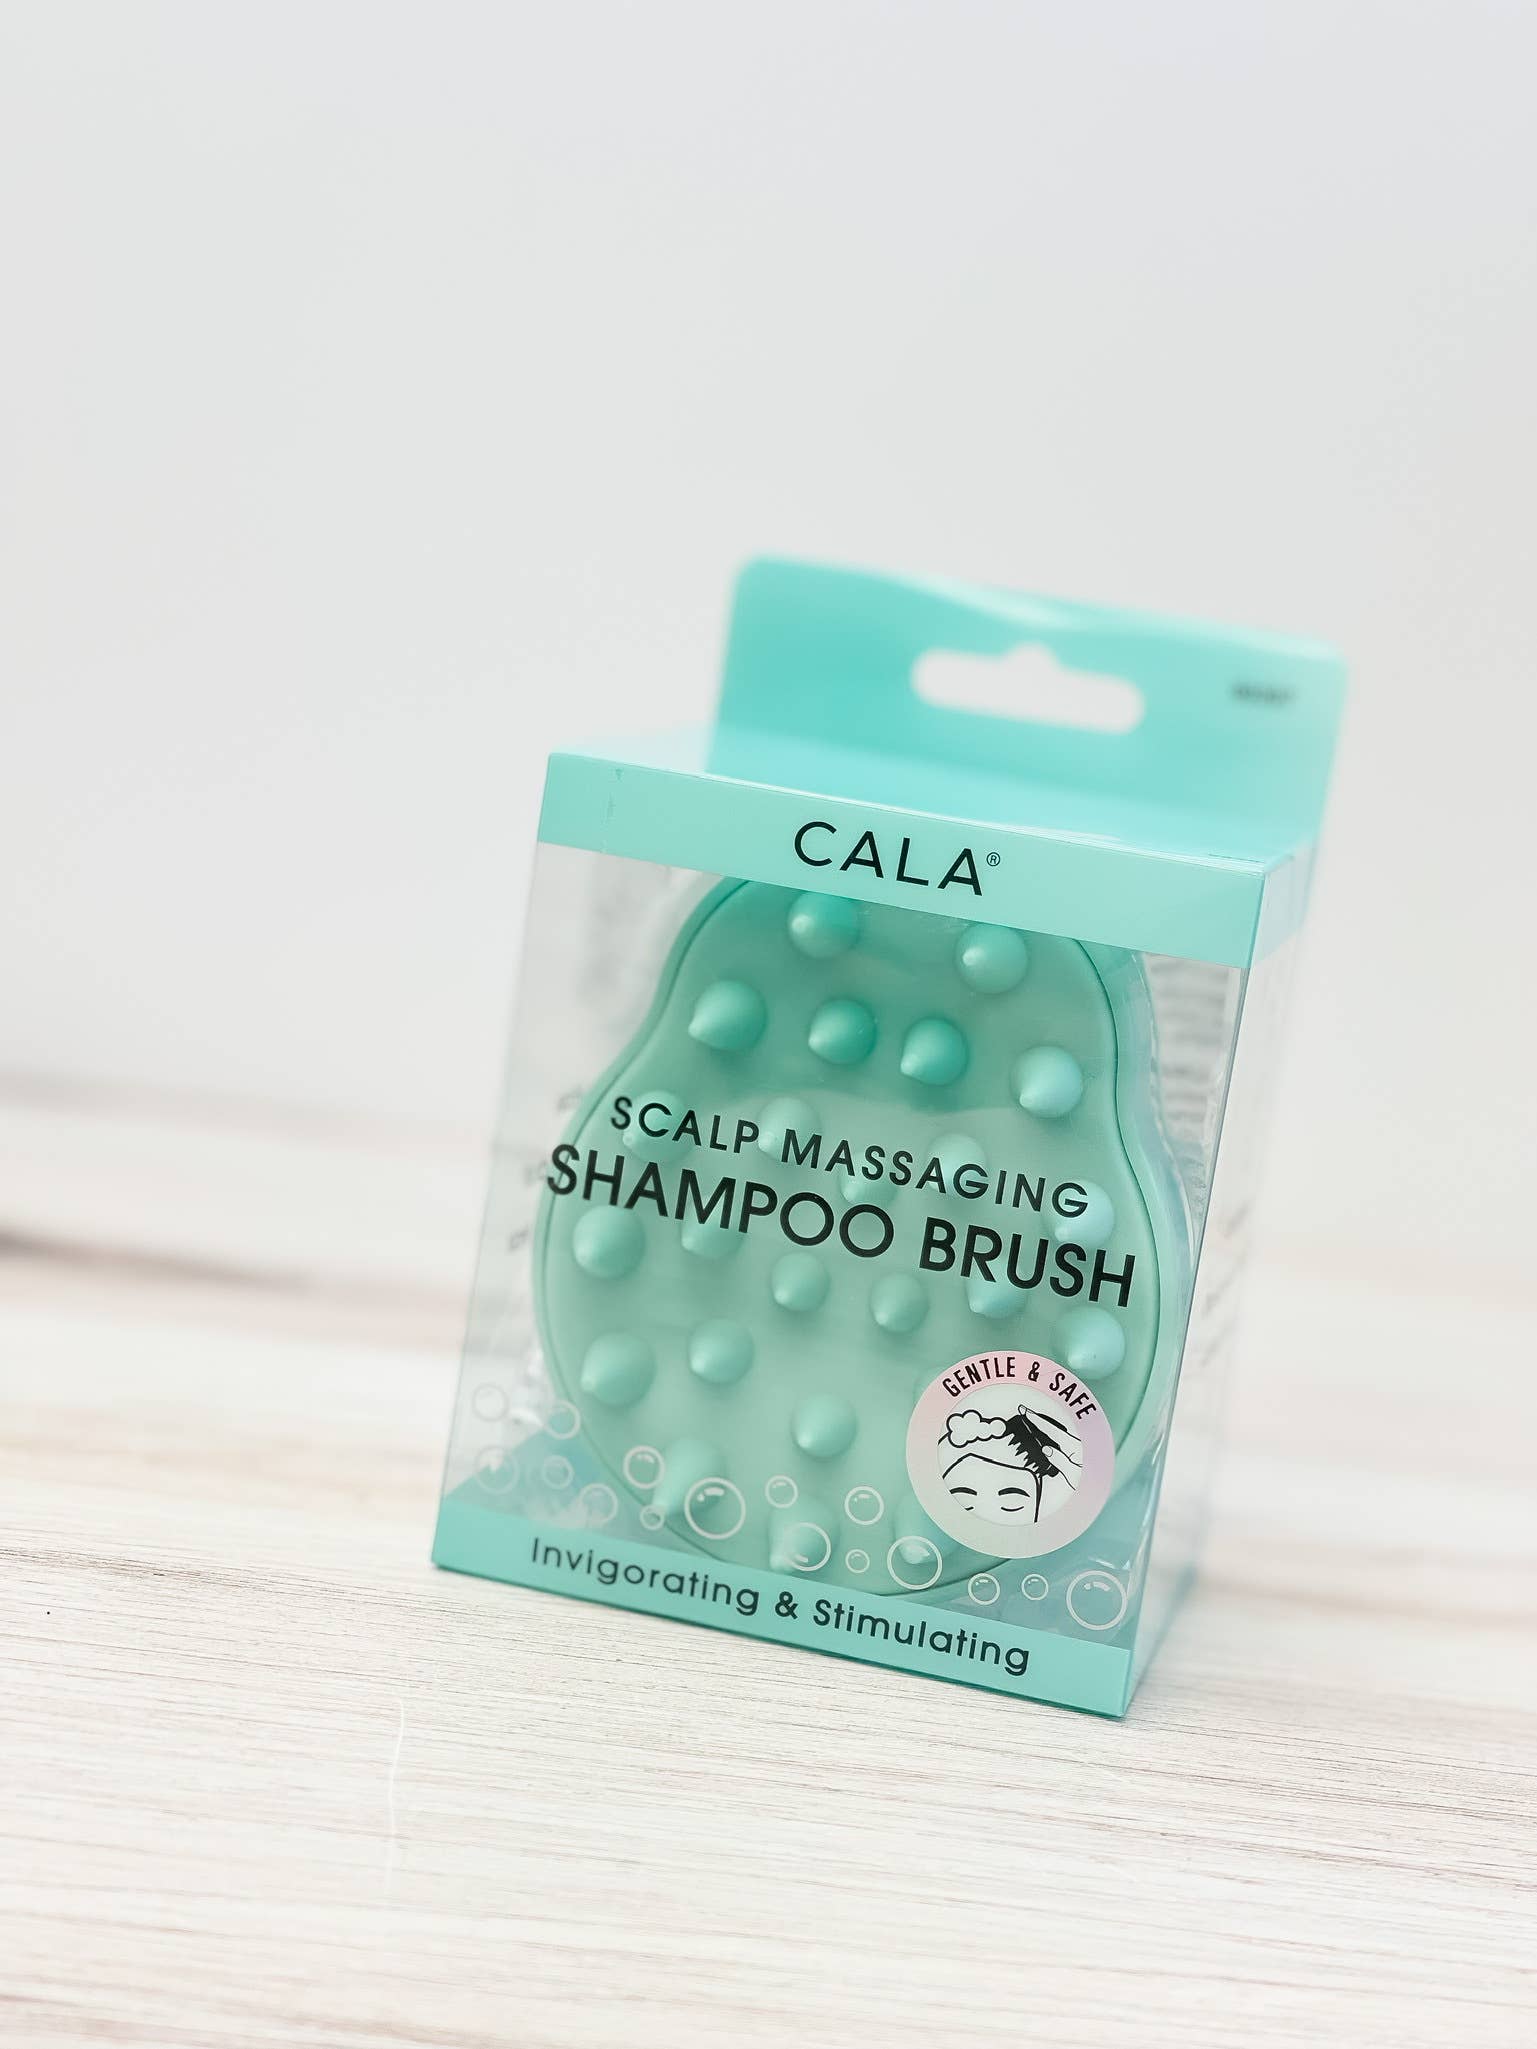 CALA®
SCALP MASSAGING
SHAMPOO BRUSH
GENTLE & SAFE
Invigorating & Stimulating